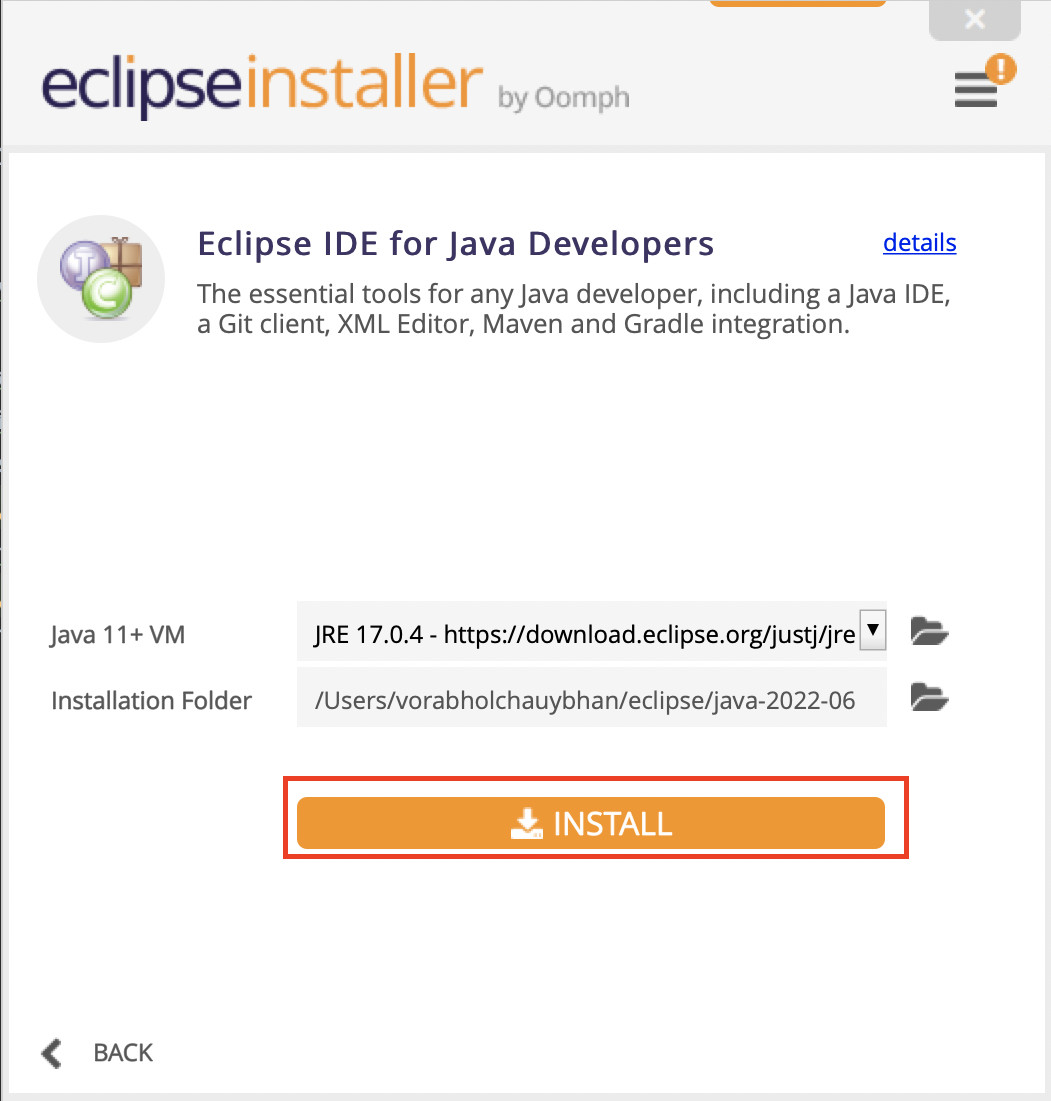 eclipseinstaller by Oomph
!
Eclipse IDE for Java Developers
details
The essential tools for any Java developer, including a Java IDE,
a Git client, XML Editor, Maven and Gradle integration.
Java 11+ VM
JRE 17.0.4 - https://download.eclipse.org/justj/jre
Installation Folder
/Users/vorabholchauybhan/eclipse/java-2022-06
INSTALL
BACK